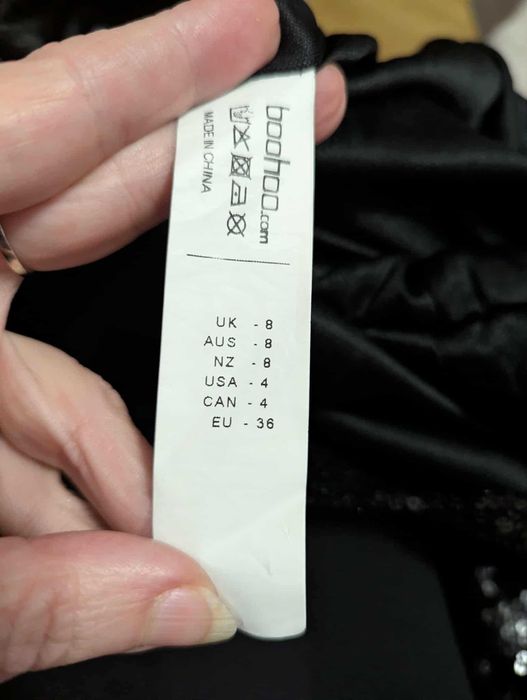 boohoo.com
MADE IN CHINA
UK - 8
AUS - 8
NZ - 8
USA - 4
CAN - 4
EU - 36